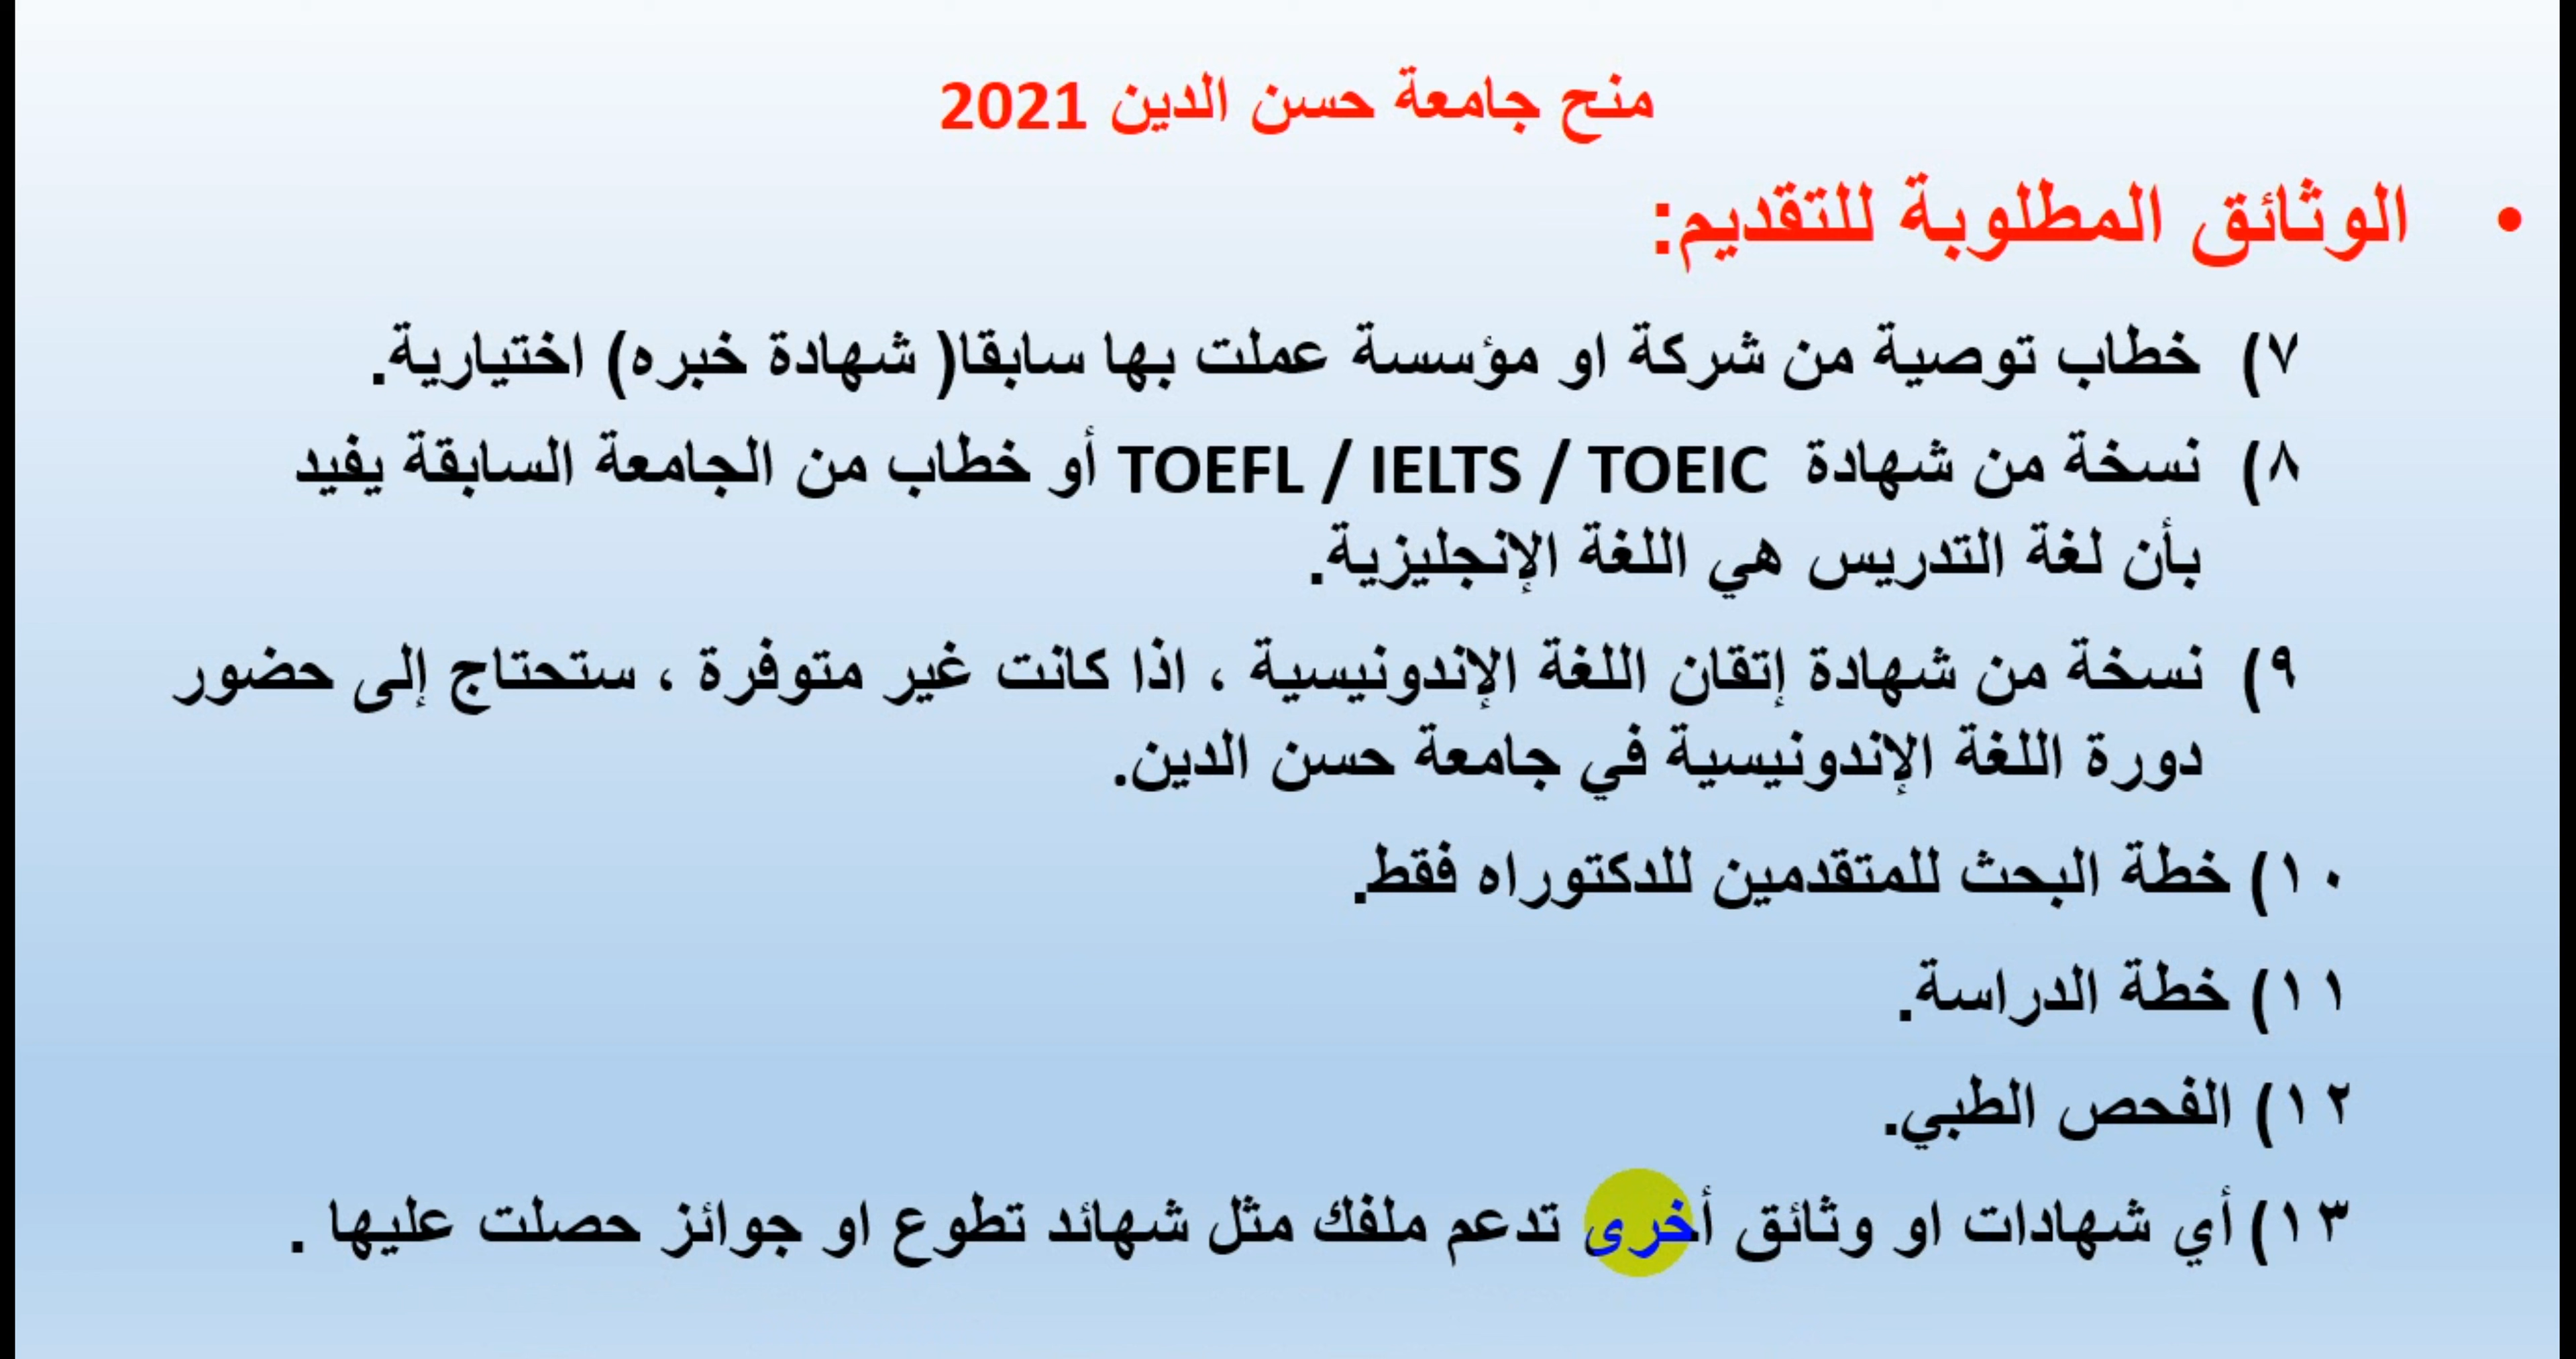 منح جامعة حسن الدين 2021
• الوثائق المطلوبة للتقديم:
٧) خطاب توصية من شركة او مؤسسة عملت بها سابقا( شهادة خبره) اختيارية.
٨) نسخة من شهادة TOEFL / IELTS / TOEIC أو خطاب من الجامعة السابقة يفيد
بأن لغة التدريس هي اللغة الإنجليزية.
٩) نسخة من شهادة إتقان اللغة الإندونيسية ، اذا كانت غير متوفرة ، ستحتاج إلى حضور
دورة اللغة الإندونيسية في جامعة حسن الدين.
١٠) خطة البحث للمتقدمين للدكتوراه فقط.
١١) خطة الدراسة.
١٢) الفحص الطبي.
١٣) أي شهادات او وثائق أخرى تدعم ملفك مثل شهائد تطوع او جوائز حصلت عليها .